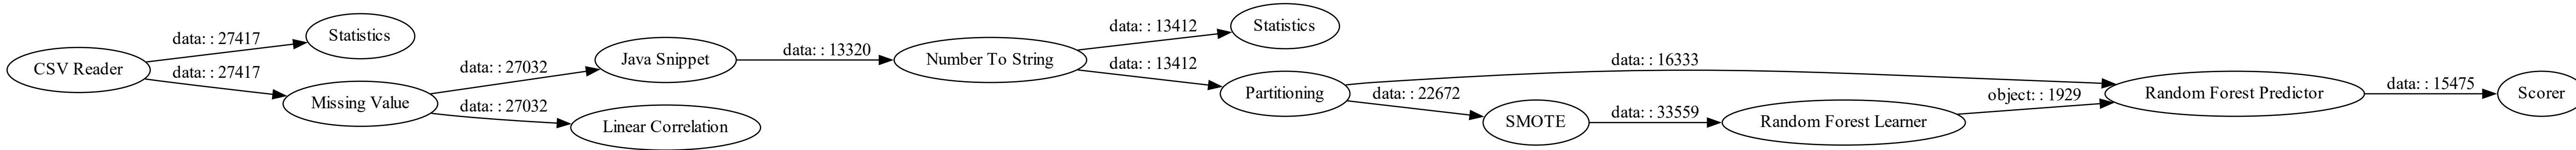 CSV Reader
data: : 27417
Statistics
data: : 27417
Missing Value
data: : 27032
Java Snippet
data: : 27032
Linear Correlation
data: : 13320
Number To String
data: : 13412
Statistics
data: : 13412
Partitioning
data: : 16333
data: : 22672
SMOTE
data: : 33559
Random Forest Learner
object: : 1929
Random Forest Predictor
data: : 15475
Scorer